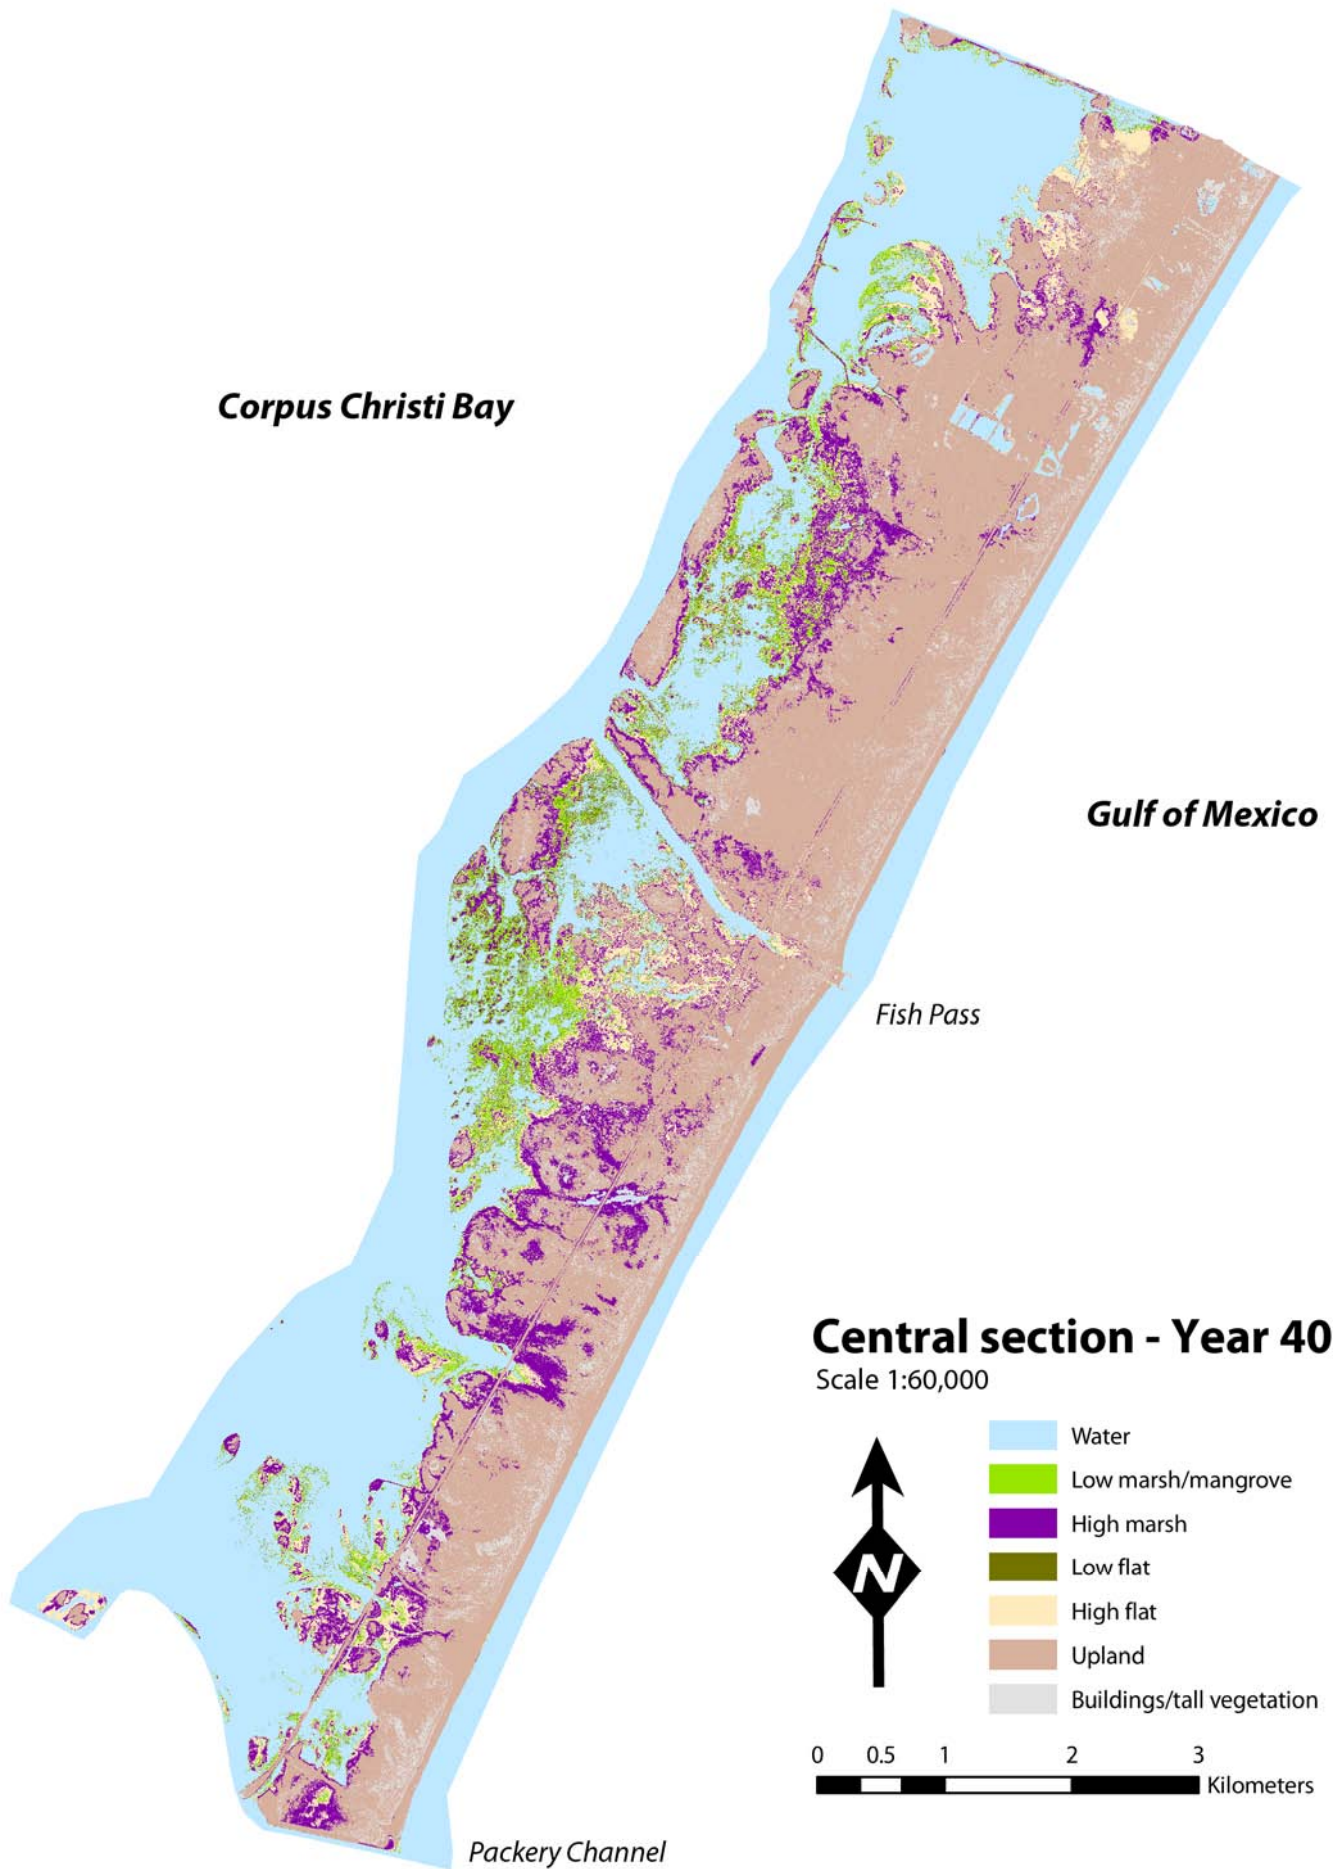 Corpus Christi Bay
Gulf of Mexico
Fish Pass
Central section - Year 40
Scale 1:60,000
N
Water
Low marsh/mangrove
High marsh
Low flat
High flat
Upland
Buildings/tall vegetation
0 0.5 1 2 3
Kilometers
Packery Channel